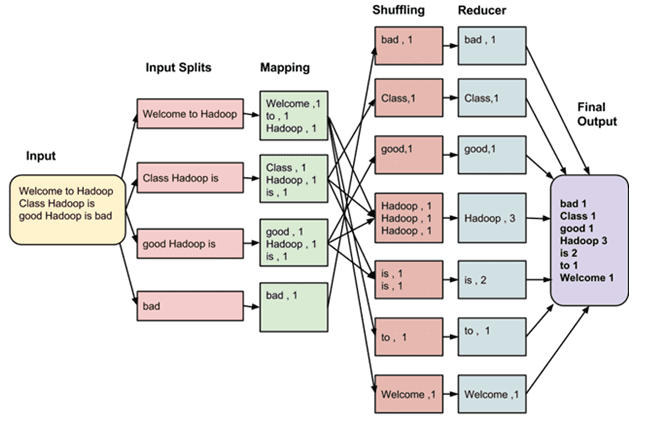 Shuffling
Reducer
Input Splits
Mapping
Final
Output
Input
Welcome to Hadoop
Class Hadoop is
good Hadoop is bad
Welcome to Hadoop
Class Hadoop is
good Hadoop is
bad
Welcome ,1
to , 1
Hadoop , 1
Class , 1
Hadoop , 1
is , 1
good , 1
Hadoop , 1
is , 1
bad , 1
bad , 1
Class,1
good,1
Hadoop , 1
Hadoop , 1
Hadoop , 1
is , 1
is , 1
to , 1
Welcome ,1
bad , 1
Class,1
good,1
Hadoop , 3
is , 2
to , 1
Welcome ,1
bad 1
Class 1
good 1
Hadoop 3
is 2
to 1
Welcome 1